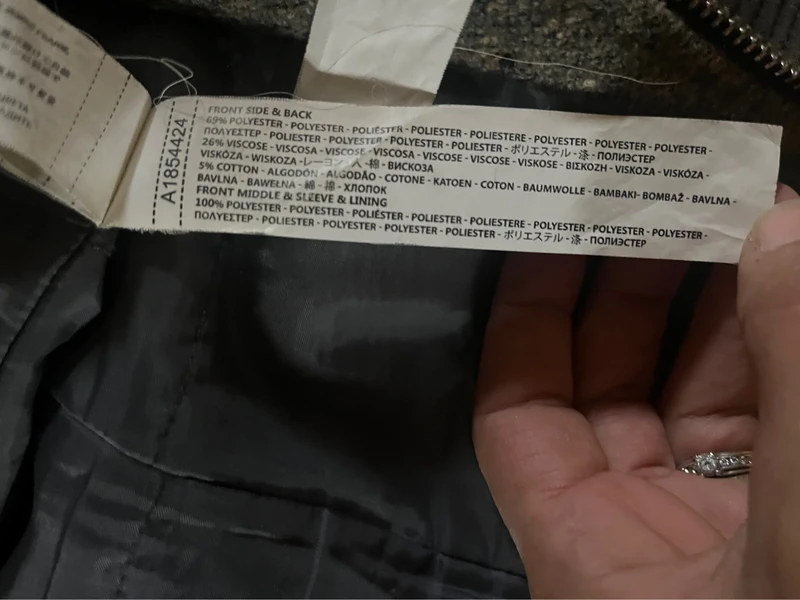 A1854424
FRONT SIDE & BACK
69% POLYESTER - POLYESTER - POLIÉSTER - POLIESTER - POLIESTERE - POLYESTER - POLYESTER - POLYESTER -
ΠΟΛΥΕΣΤΕΡ - POLYESTER - POLYESTER - POLYESTER - POLIESTER - ポリエステル - 涤 - ПОЛИЭСТЕР
26% VISCOSE - VISCOSA - VISCOSE - VISCOSA - VISCOSE - VISCOSE - VISKOSE - ΒΙΣΚΟΖΗ - VISKOZA - VISKÓZA -
VISKÓZA - WISKOZA - レーヨン - 人 - 棉 - ВИСКОЗА
5% COTTON - ALGODÓN - ALGODÃO - COTONE - KATOEN - COTON - BAUMWOLLE - BAMBAKI- BOMBAŽ - BAVLNA -
BAVLNA - BAWEŁNA - 綿 - 棉 - ХЛОПОК
FRONT MIDDLE & SLEEVE & LINING
100% POLYESTER - POLYESTER - POLIÉSTER - POLIESTER - POLIESTERE - POLYESTER - POLYESTER - POLYESTER -
ΠΟΛΥΕΣΤΕΡ - POLYESTER - POLYESTER - POLYESTER - POLIESTER - ポリエステル - 涤 - ПОЛИЭСТЕР